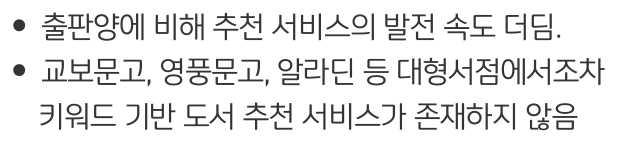 • 출판양에 비해 추천 서비스의 발전 속도 더딤.
• 교보문고, 영풍문고, 알라딘 등 대형서점에서조차
키워드 기반 도서 추천 서비스가 존재하지 않음